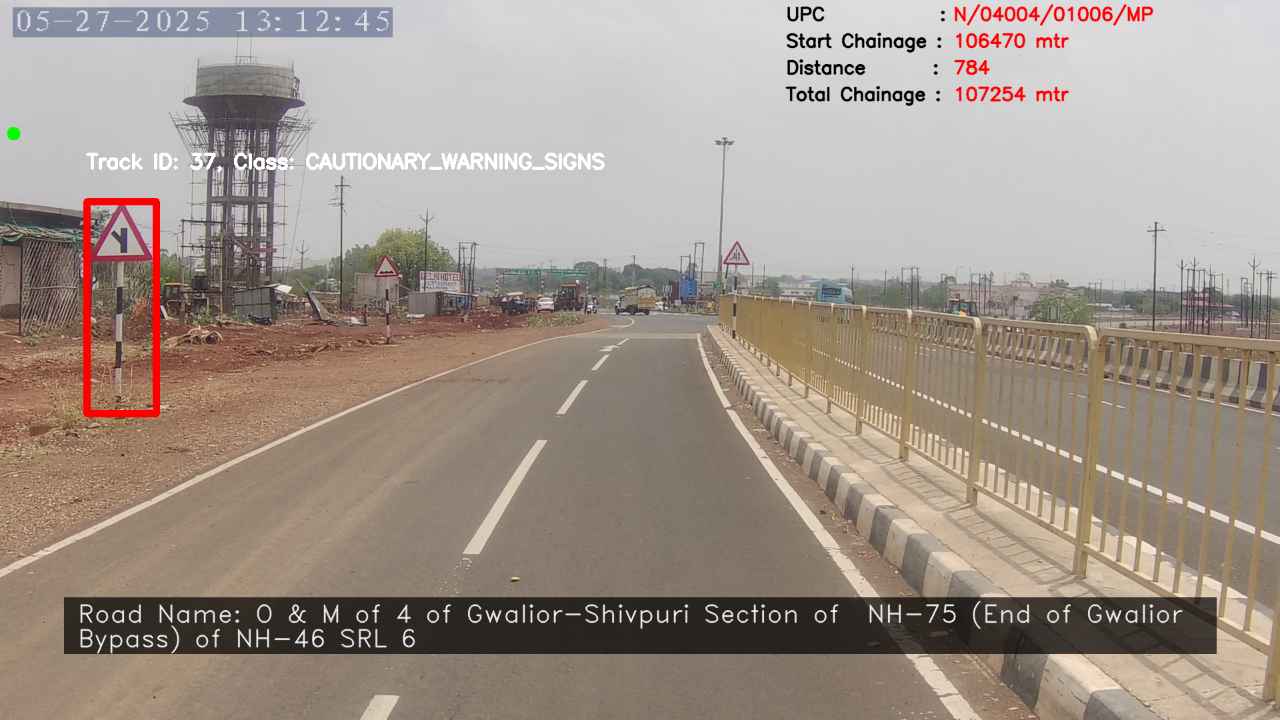 05-27-2025 13:12:45
UPC : N/04004/01006/MP
Start Chainage : 106470 mtr
Distance : 784
Total Chainage : 107254 mtr
Track ID: 37, Class: CAUTIONARY_WARNING_SIGNS
Road Name: O & M of 4 of Gwalior-Shivpuri Section of NH-75 (End of Gwalior
Bypass) of NH-46 SRL 6